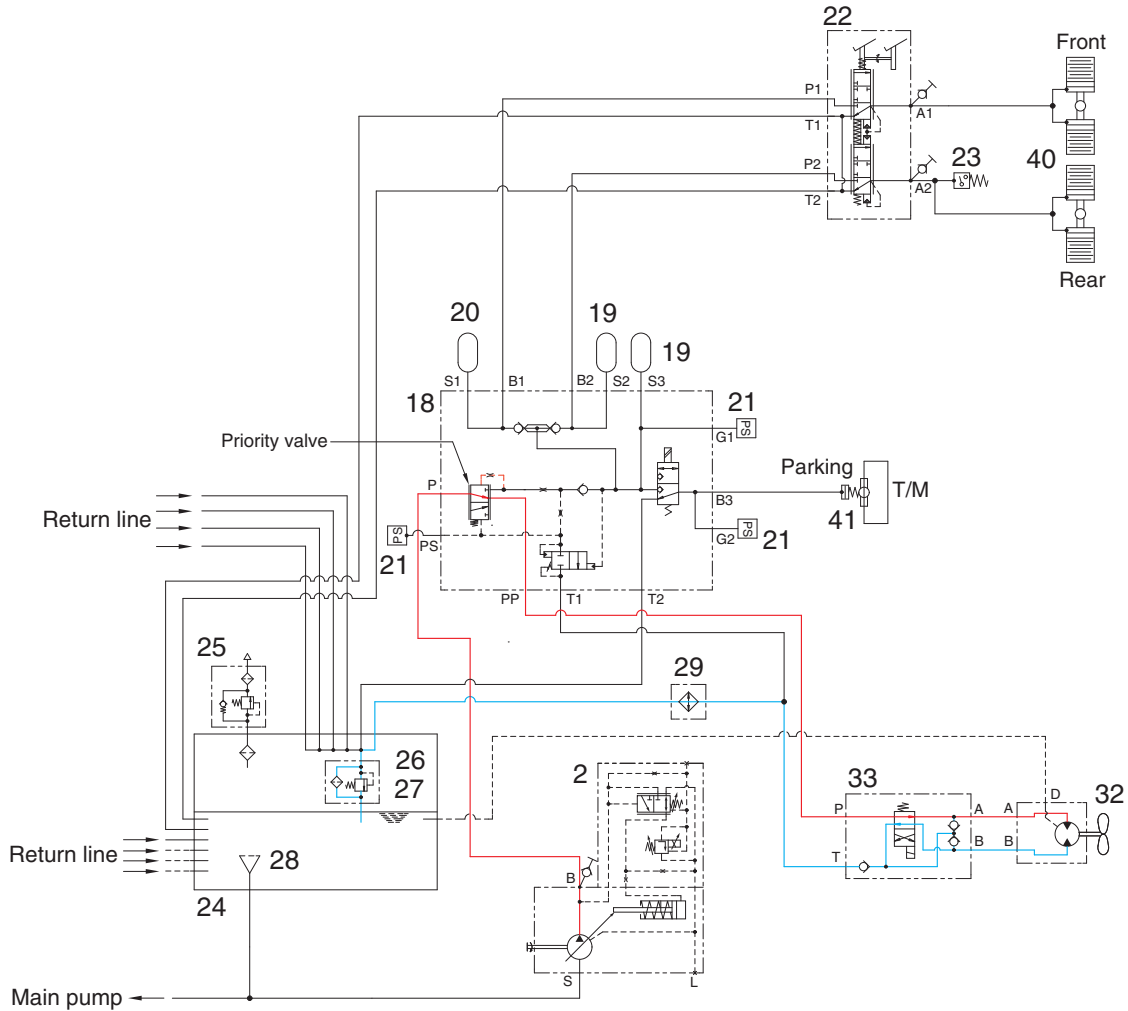 22
Front
P1
T1
A1
P2
T2
A2
23
40
Rear
20
19
19
S1
B1
B2
S2
S3
18
21
PS
G1
Priority valve
Parking
T/M
P
B3
41
Return line
PS
21
PS
G2
PS
21
PP
T1
T2
25
29
26
27
2
33
D
32
P
A
A
B
B
T
Return line
28
24
B
S
L
Main pump